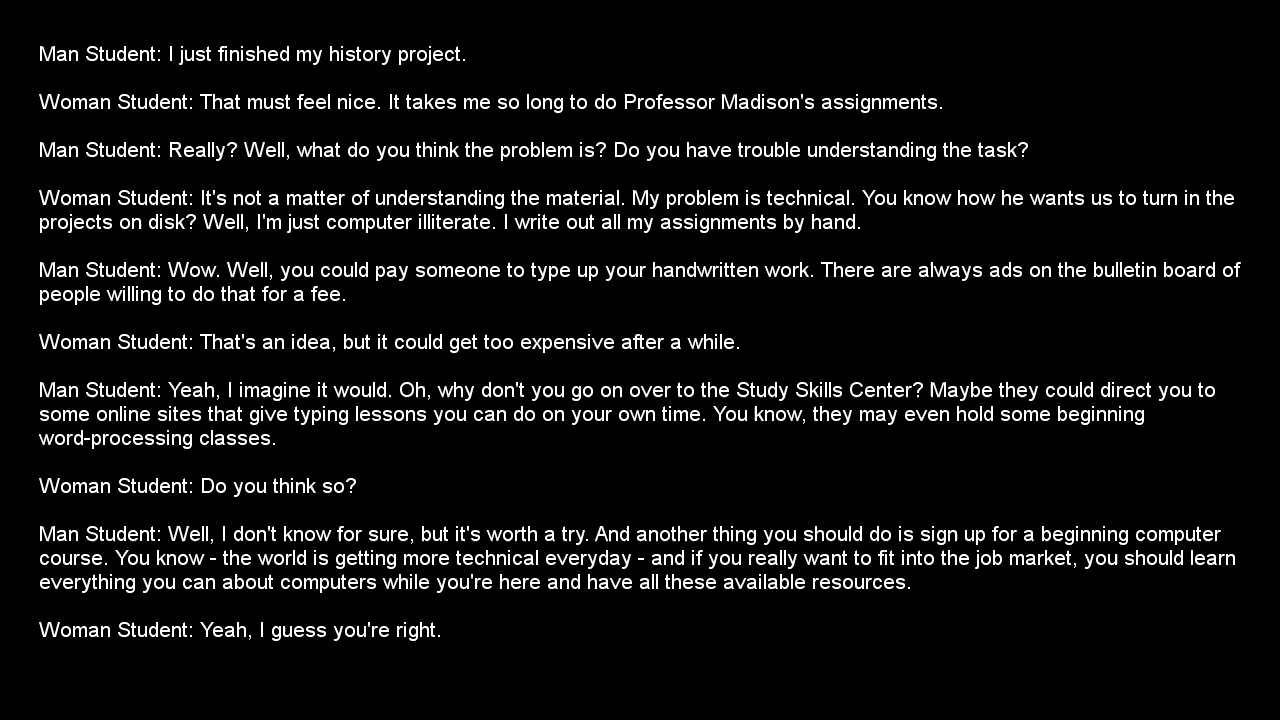 Man Student: I just finished my history project.
Woman Student: That must feel nice. It takes me so long to do Professor Madison's assignments.
Man Student: Really? Well, what do you think the problem is? Do you have trouble understanding the task?
Woman Student: It's not a matter of understanding the material. My problem is technical. You know how he wants us to turn in the
projects on disk? Well, I'm just computer illiterate. I write out all my assignments by hand.
Man Student: Wow. Well, you could pay someone to type up your handwritten work. There are always ads on the bulletin board of
people willing to do that for a fee.
Woman Student: That's an idea, but it could get too expensive after a while.
Man Student: Yeah, I imagine it would. Oh, why don't you go on over to the Study Skills Center? Maybe they could direct you to
some online sites that give typing lessons you can do on your own time. You know, they may even hold some beginning
word-processing classes.
Woman Student: Do you think so?
Man Student: Well, I don't know for sure, but it's worth a try. And another thing you should do is sign up for a beginning computer
course. You know - the world is getting more technical everyday - and if you really want to fit into the job market, you should learn
everything you can about computers while you're here and have all these available resources.
Woman Student: Yeah, I guess you're right.